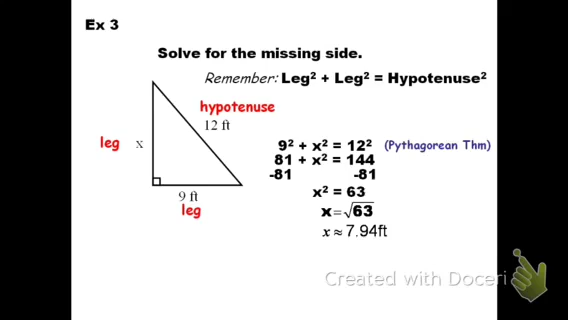 Ex 3
Solve for the missing side.
Remember: Leg² + Leg² = Hypotenuse²
hypotenuse
12 ft
leg x
9² + x² = 12² (Pythagorean Thm)
81 + x² = 144
-81 -81
x² = 63
9 ft
leg
x = √63
x ≈ 7.94ft
Created with Doceri